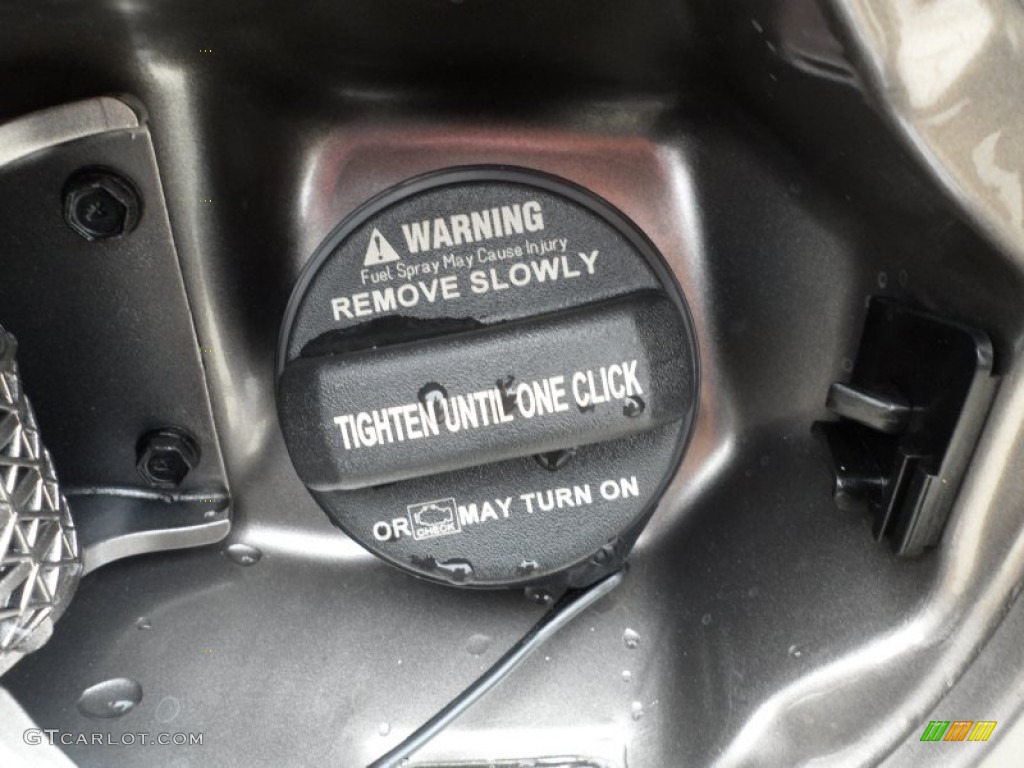 WARNING
Fuel Spray May Cause Injury
REMOVE SLOWLY
TIGHTEN UNTIL ONE CLICK
OR CHECK MAY TURN ON
GTCARLOT.COM